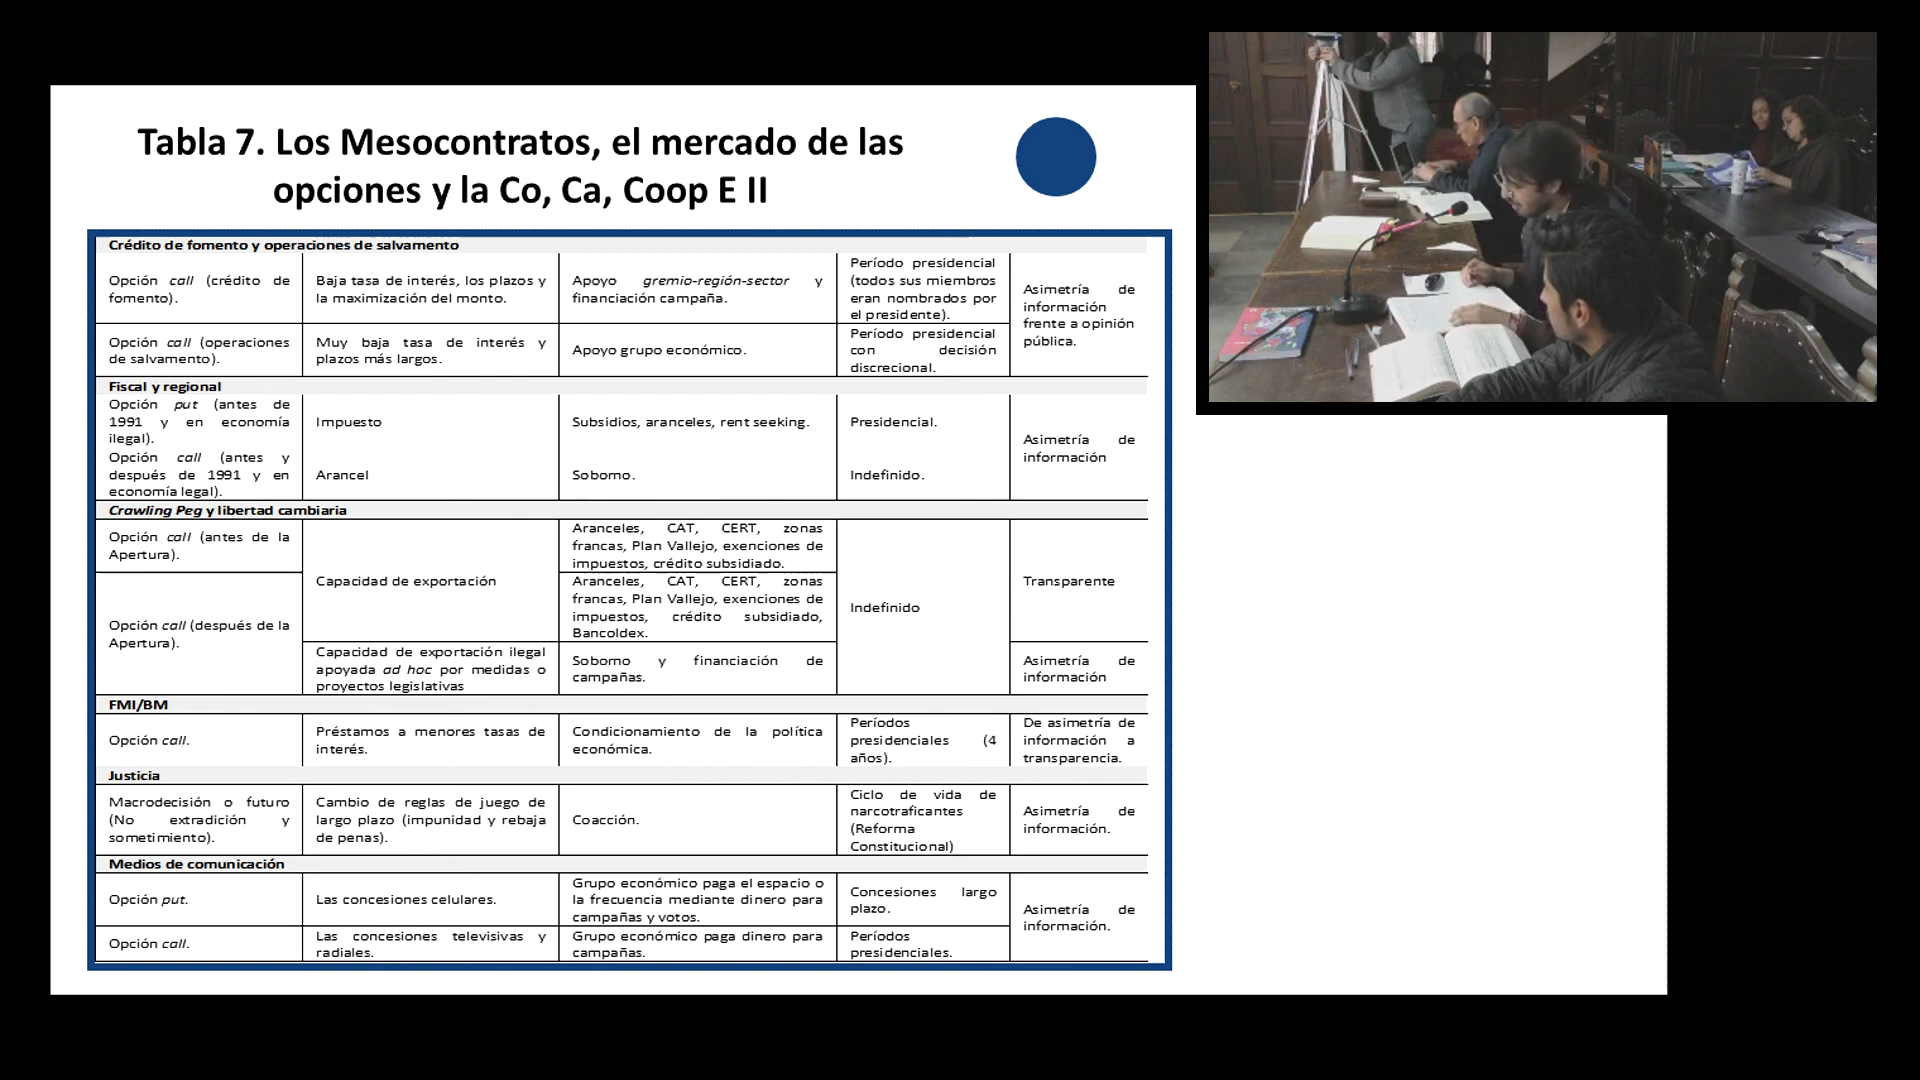 Tabla 7. Los Mesocontratos, el mercado de las
opciones y la Co, Ca, Coop E II
Crédito de fomento y operaciones de salvamento
Opción call (crédito de
fomento).
Baja tasa de interés, los plazos y
la maximización del monto.
Apoyo gremio-región-sector y
financiación campaña.
Período presidencial
(todos sus miembros
eran nombrados por
el presidente).
Asimetría de
información
frente a opinión
pública.
Opción call (operaciones
de salvamento).
Muy baja tasa de interés y
plazos más largos.
Apoyo grupo económico.
Período presidencial
con decisión
discrecional.
Fiscal y regional
Opción put (antes de
1991 y en economía
ilegal).
Impuesto
Subsidios, aranceles, rent seeking.
Presidencial.
Asimetría de
información
Opción call (antes y
después de 1991 y en
economía legal).
Arancel
Soborno.
Indefinido.
Crawling Peg y libertad cambiaria
Opción call (antes de la
Apertura).
Capacidad de exportación
Aranceles, CAT, CERT, zonas
francas, Plan Vallejo, exenciones de
impuestos, crédito subsidiado.
Indefinido
Transparente
Opción call (después de la
Apertura).
Aranceles, CAT, CERT, zonas
francas, Plan Vallejo, exenciones de
impuestos, crédito subsidiado,
Bancoldex.
Capacidad de exportación ilegal
apoyada ad hoc por medidas o
proyectos legislativas
Soborno y financiación de
campañas.
Asimetría de
información
FMI/BM
Opción call.
Préstamos a menores tasas de
interés.
Condicionamiento de la política
económica.
Períodos
presidenciales (4
años).
De asimetría de
información a
transparencia.
Justicia
Macrodecisión o futuro
(No extradición y
sometimiento).
Cambio de reglas de juego de
largo plazo (impunidad y rebaja
de penas).
Coacción.
Ciclo de vida de
narcotraficantes
(Reforma
Constitucional)
Asimetría de
información.
Medios de comunicación
Opción put.
Las concesiones celulares.
Grupo económico paga el espacio o
la frecuencia mediante dinero para
campañas y votos.
Concesiones largo
plazo.
Asimetría de
información.
Opción call.
Las concesiones televisivas y
radiales.
Grupo económico paga dinero para
campañas.
Períodos
presidenciales.